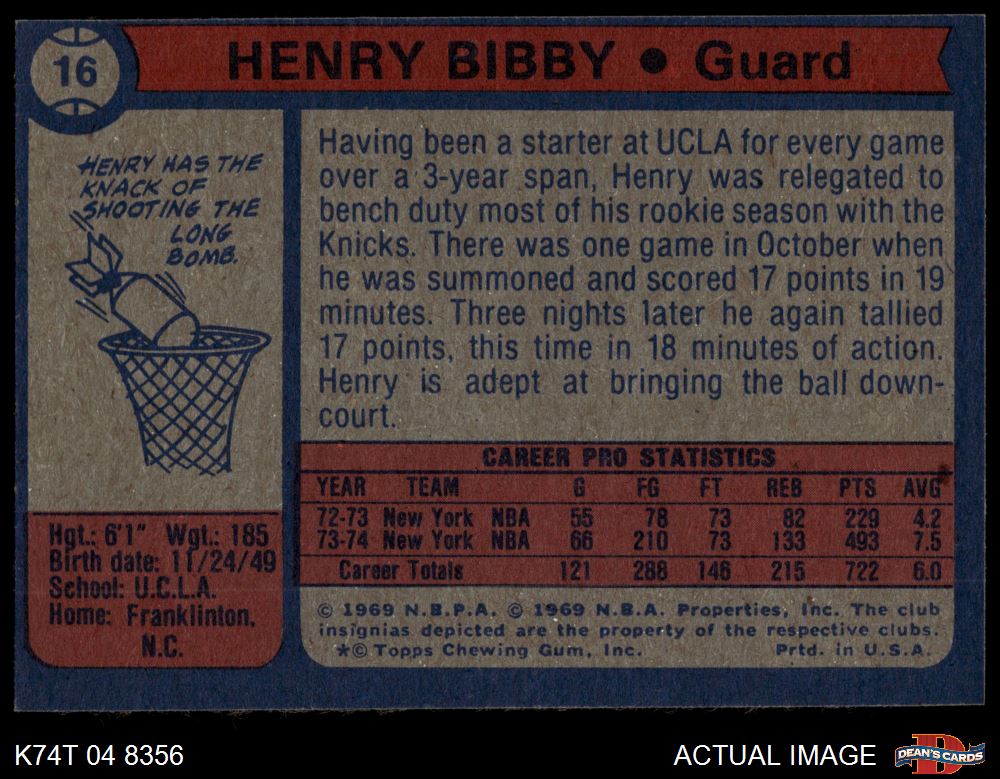 16
HENRY BIBBY ● Guard
HENRY HAS THE
KNACK OF
SHOOTING THE
LONG
BOMB.
Having been a starter at UCLA for every game
over a 3-year span, Henry was relegated to
bench duty most of his rookie season with the
Knicks. There was one game in October when
he was summoned and scored 17 points in 19
minutes. Three nights later he again tallied
17 points, this time in 18 minutes of action.
Henry is adept at bringing the ball down-
court.
Hgt.: 6'1" Wgt.: 185
Birth date: 11/24/49
School: U.C.L.A.
Home: Franklinton,
N.C.
CAREER PRO STATISTICS
YEAR TEAM G FG FT REB PTS AVG
72-73 New York NBA 55 78 73 82 229 4.2
73-74 New York NBA 66 210 73 133 493 7.5
Career Totals 121 288 146 215 722 6.0
© 1969 N.B.P.A. © 1969 N.B.A. Properties, Inc. The club
insignias depicted are the property of the respective clubs.
*© Topps Chewing Gum, Inc. Prtd. in U.S.A.
K74T 04 8356
ACTUAL IMAGE
DEAN'S CARDS